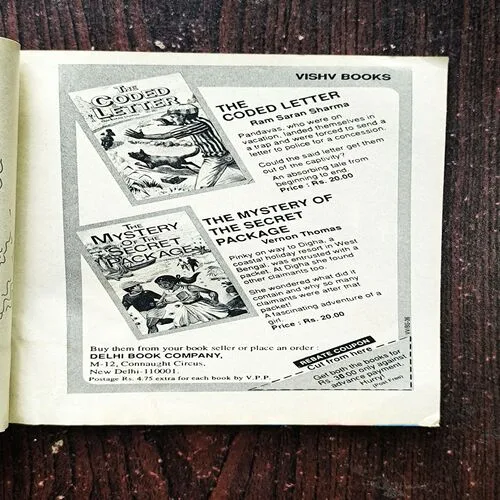 VISHV BOOKS
THE
CODED
LETTER
THE
CODED LETTER
Ram Saran Sharma
Pandavas, who were on
vacation, landed themselves in
a trap and were forced to send a
letter to police for a concession.
Could the said letter get them
out of the captivity?
An absorbing tale from
beginning to end.
Price : Rs. 20.00
THE
MYSTERY
OF THE
SECRET
PACKAGE
THE MYSTERY OF
THE SECRET
PACKAGE
Vernon Thomas
Pinky on way to Digha, a
coastal holiday resort in West
Bengal, was entrusted with a
packet. At Digha she found
other claimants too.
She wondered what did it
contain and why so many
claimants were after that
packet!
A fascinating adventure of a
girl.
Price : Rs. 20.00
Buy them from your book seller or place an order :
DELHI BOOK COMPANY,
M-12, Connaught Circus,
New Delhi-110001.
Postage Rs. 4.75 extra for each book by V.P.P.
REBATE COUPON
Cut from here
Get both the books for
Rs. 36.00 only against
advance payment.
Hurry!
(Post Free)